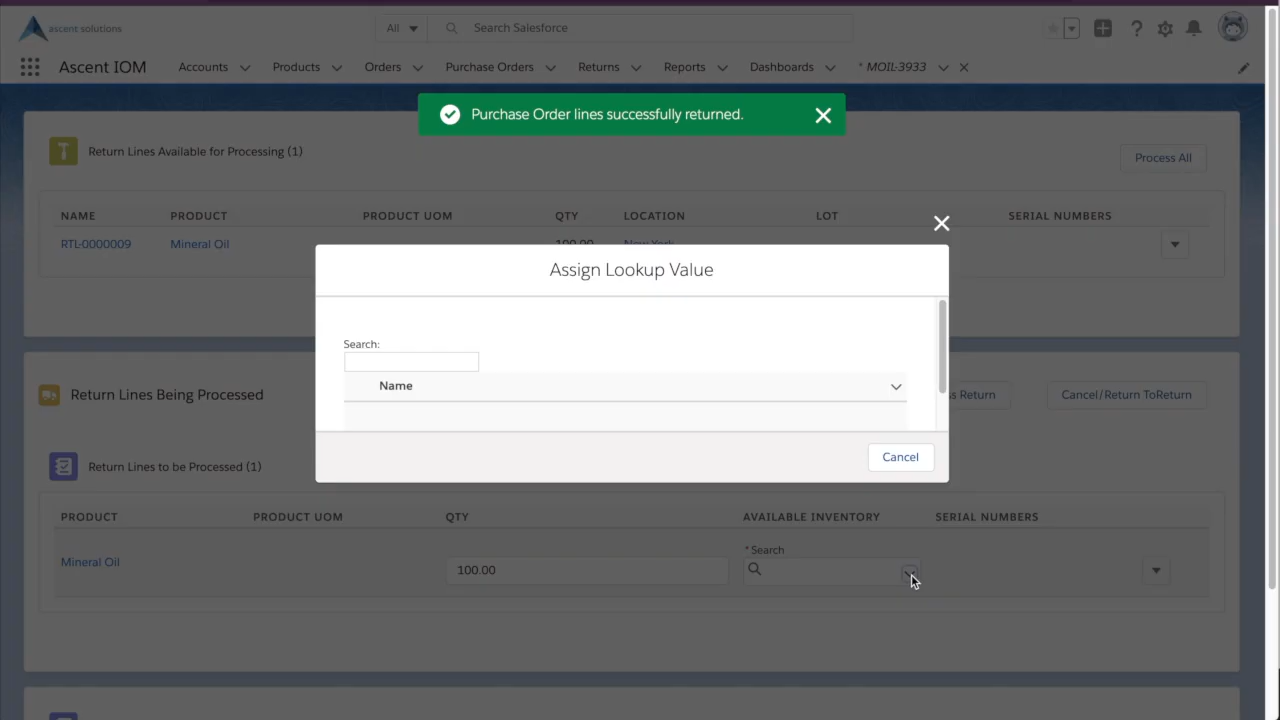 ascent solutions
All
Search Salesforce
Ascent IOM
Accounts
Products
Orders
Purchase Orders
Returns
Reports
Dashboards
* MOIL-3933
Purchase Order lines successfully returned.
Return Lines Available for Processing (1)
Process All
NAME
PRODUCT
PRODUCT UOM
QTY
LOCATION
LOT
SERIAL NUMBERS
RTL-0000009
Mineral Oil
100.00
New York
Assign Lookup Value
Search:
Name
Cancel
Return Lines Being Processed
ss Return
Cancel/Return ToReturn
Return Lines to be Processed (1)
PRODUCT
PRODUCT UOM
QTY
AVAILABLE INVENTORY
SERIAL NUMBERS
* Search
Mineral Oil
100.00